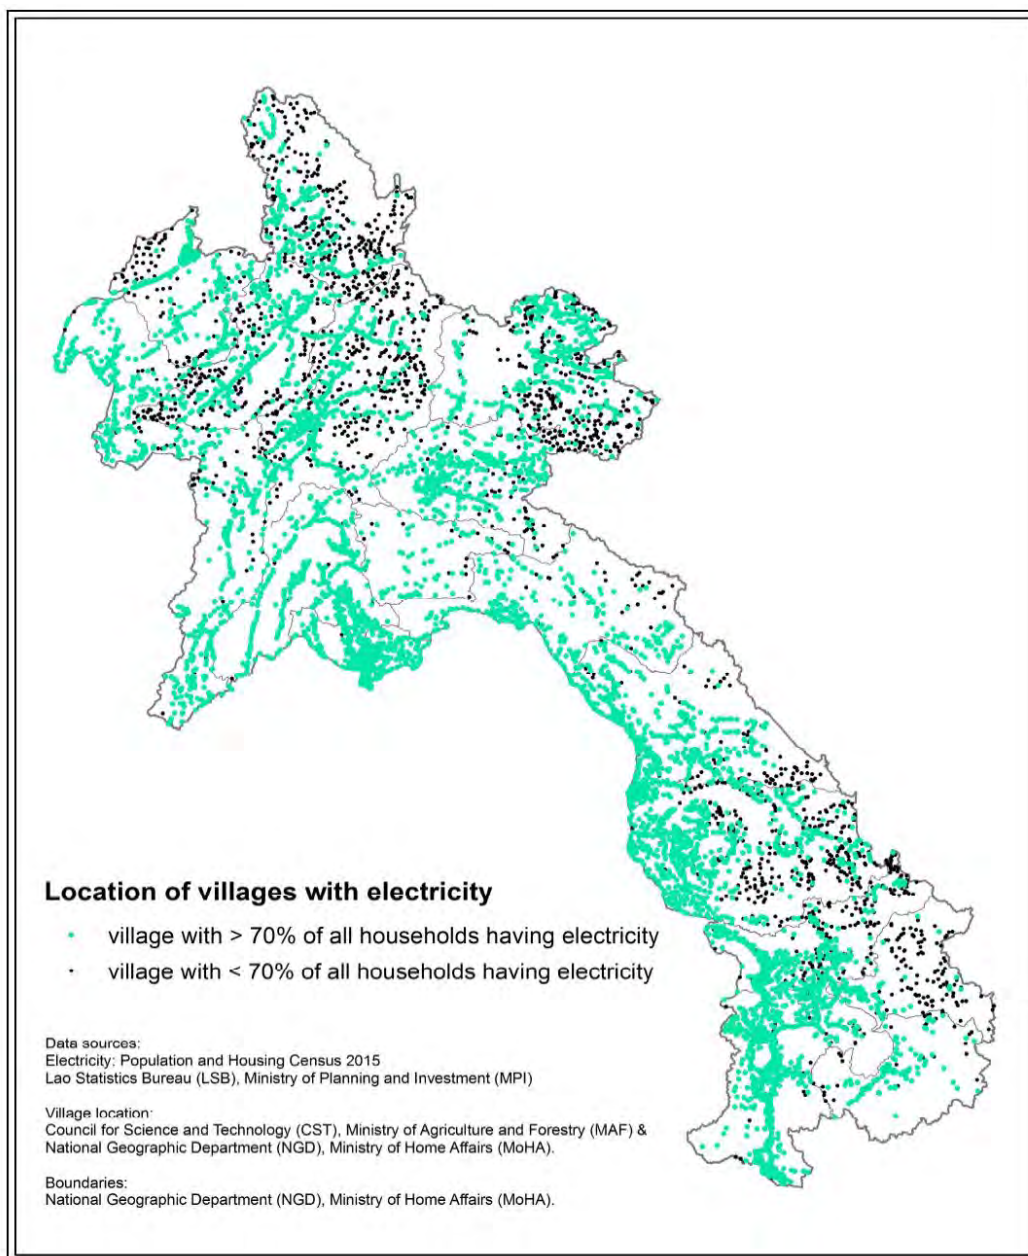 Location of villages with electricity
village with > 70% of all households having electricity
village with < 70% of all households having electricity
Data sources:
Electricity: Population and Housing Census 2015
Lao Statistics Bureau (LSB), Ministry of Planning and Investment (MPI)
Village location:
Council for Science and Technology (CST), Ministry of Agriculture and Forestry (MAF) &
National Geographic Department (NGD), Ministry of Home Affairs (MoHA).
Boundaries:
National Geographic Department (NGD), Ministry of Home Affairs (MoHA).